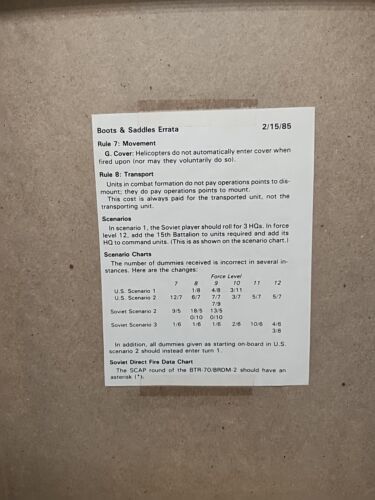 Boots & Saddles Errata 2/15/85
Rule 7: Movement
G. Cover: Helicopters do not automatically enter cover when
fired upon (nor may they voluntarily do so).
Rule 8: Transport
Units in combat formation do not pay operations points to dis-
mount; they do pay operations points to mount.
This cost is always paid for the transported unit, not the
transporting unit.
Scenarios
In scenario 1, the Soviet player should roll for 3 HQs. In force
level 12, add the 15th Battalion to units required and add its
HQ to command units. (This is as shown on the scenario chart.)
Scenario Charts
The number of dummies received is incorrect in several in-
stances. Here are the changes:
Force Level
7 8 9 10 11 12
U.S. Scenario 1 1/8 4/8 3/11
U.S. Scenario 2 12/7 6/7 7/7 3/7 5/7 5/7
7/9
Soviet Scenario 2 9/5 18/5 13/5
0/10 0/10
Soviet Scenario 3 1/6 1/6 1/6 2/6 10/6 4/6
3/8
In addition, all dummies given as starting on-board in U.S.
scenario 2 should instead enter turn 1.
Soviet Direct Fire Data Chart
The SCAP round of the BTR-70/BRDM-2 should have an
asterisk (*).